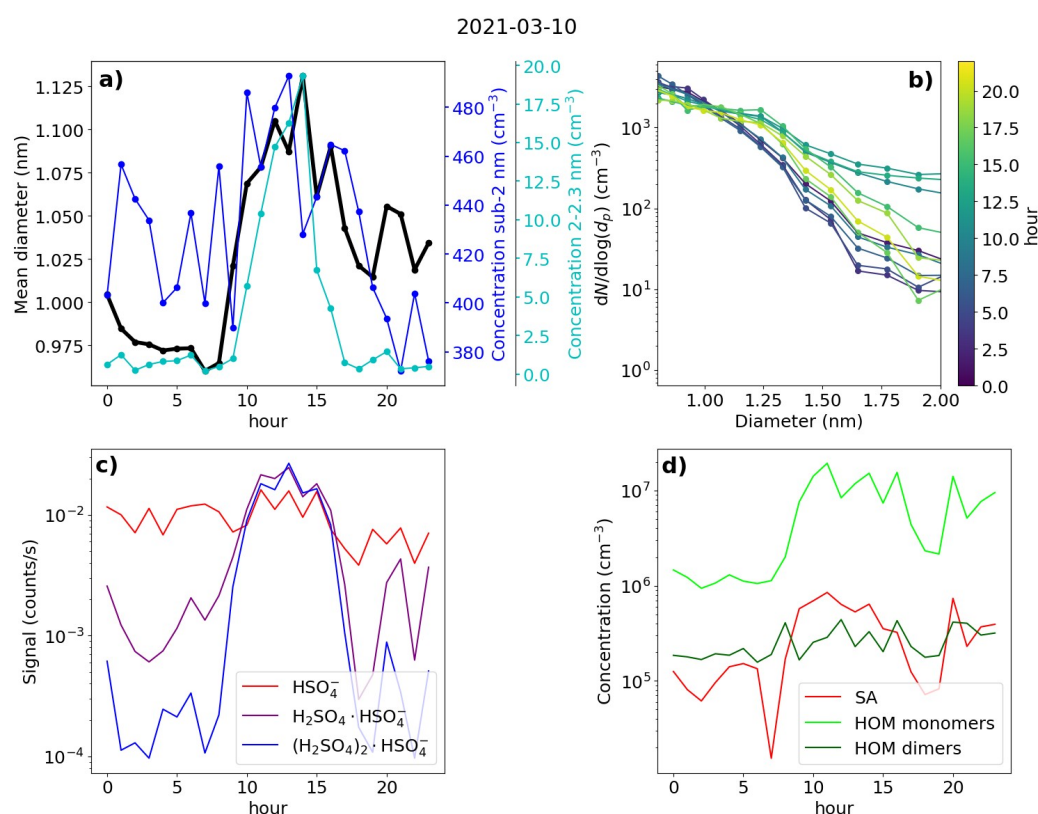 2021-03-10
a)
Mean diameter (nm)
1.125
1.100
1.075
1.050
1.025
1.000
0.975
0 5 10 15 20
hour
480
460
440
420
400
380
Concentration sub-2 nm (cm⁻³)
20.0
17.5
15.0
12.5
10.0
7.5
5.0
2.5
0.0
Concentration 2-2.3 nm (cm⁻³)
b)
dN/dlog(dₚ) (cm⁻³)
10³
10²
10¹
10⁰
1.00 1.25 1.50 1.75 2.00
Diameter (nm)
20.0
17.5
15.0
12.5
10.0
7.5
5.0
2.5
0.0
hour
c)
Signal (counts/s)
10⁻²
10⁻³
10⁻⁴
HSO₄⁻
H₂SO₄ · HSO₄⁻
(H₂SO₄)₂ · HSO₄⁻
0 5 10 15 20
hour
d)
Concentration (cm⁻³)
10⁷
10⁶
10⁵
SA
HOM monomers
HOM dimers
0 5 10 15 20
hour